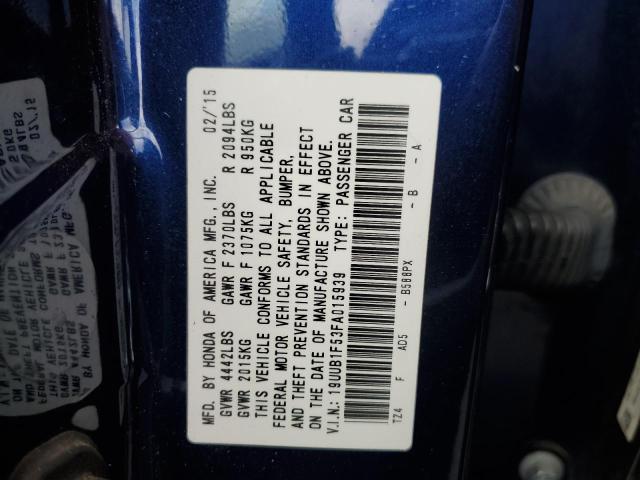 MFD. BY HONDA OF AMERICA MFG., INC. 02/'15
GVWR 4442LBS GAWR F 2370LBS R 2094LBS
GVWR 2015KG GAWR F 1075KG R 950KG
THIS VEHICLE CONFORMS TO ALL APPLICABLE
FEDERAL MOTOR VEHICLE SAFETY, BUMPER,
AND THEFT PREVENTION STANDARDS IN EFFECT
ON THE DATE OF MANUFACTURE SHOWN ABOVE.
V.I.N.: 19UUB1F53FA015939 TYPE: PASSENGER CAR
TZ4 F AD5 - B588PX - B - A